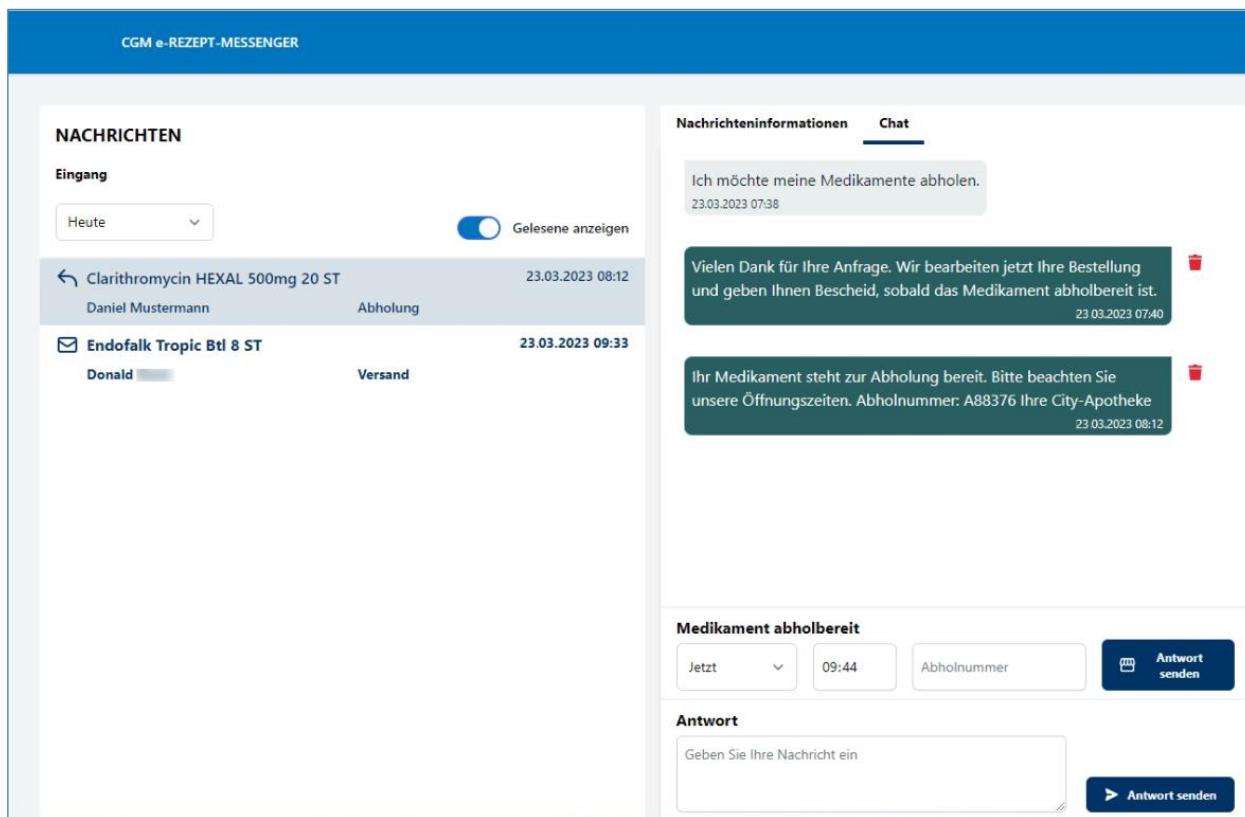 CGM e-REZEPT-MESSENGER
NACHRICHTEN
Eingang
Heute
Gelesene anzeigen
Clarithromycin HEXAL 500mg 20 ST
23.03.2023 08:12
Daniel Mustermann
Abholung
Endofalk Tropic Btl 8 ST
23.03.2023 09:33
Donald
Versand
Nachrichteninformationen
Chat
Ich möchte meine Medikamente abholen.
23.03.2023 07:38
Vielen Dank für Ihre Anfrage. Wir bearbeiten jetzt Ihre Bestellung
und geben Ihnen Bescheid, sobald das Medikament abholbereit ist.
23.03.2023 07:40
Ihr Medikament steht zur Abholung bereit. Bitte beachten Sie
unsere Öffnungszeiten. Abholnummer: A88376 Ihre City-Apotheke
23.03.2023 08:12
Medikament abholbereit
Jetzt
09:44
Abholnummer
Antwort
senden
Antwort
Geben Sie Ihre Nachricht ein
Antwort senden